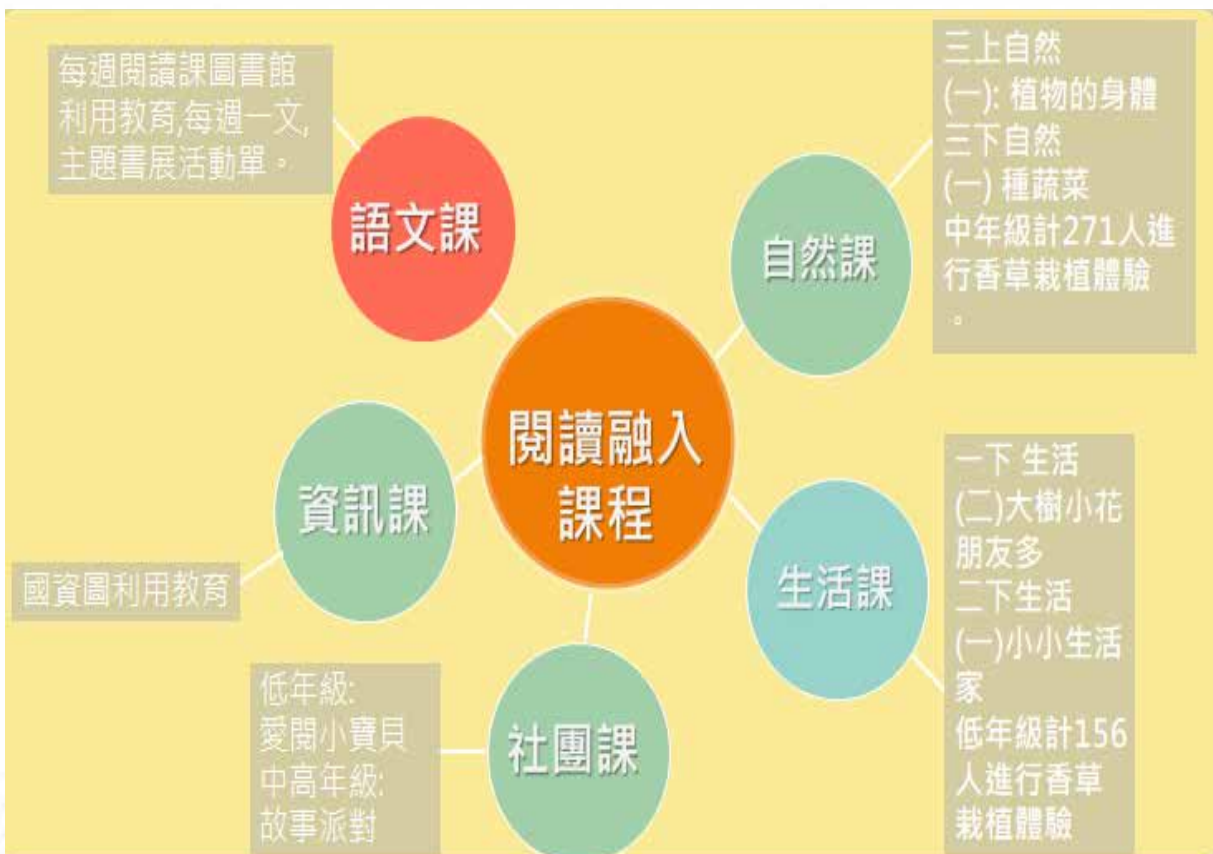 每週閱讀課圖書館
利用教育,每週一文,
主題書展活動單。
語文課
三上自然
(一): 植物的身體
三下自然
(一) 種蔬菜
中年級計271人進
行香草栽植體驗
。
自然課
閱讀融入
課程
資訊課
國資圖利用教育
生活課
一下 生活
(二)大樹小花
朋友多
二下生活
(一)小小生活
家
低年級計156
人進行香草
栽植體驗
社團課
低年級:
愛閱小寶貝
中高年級:
故事派對